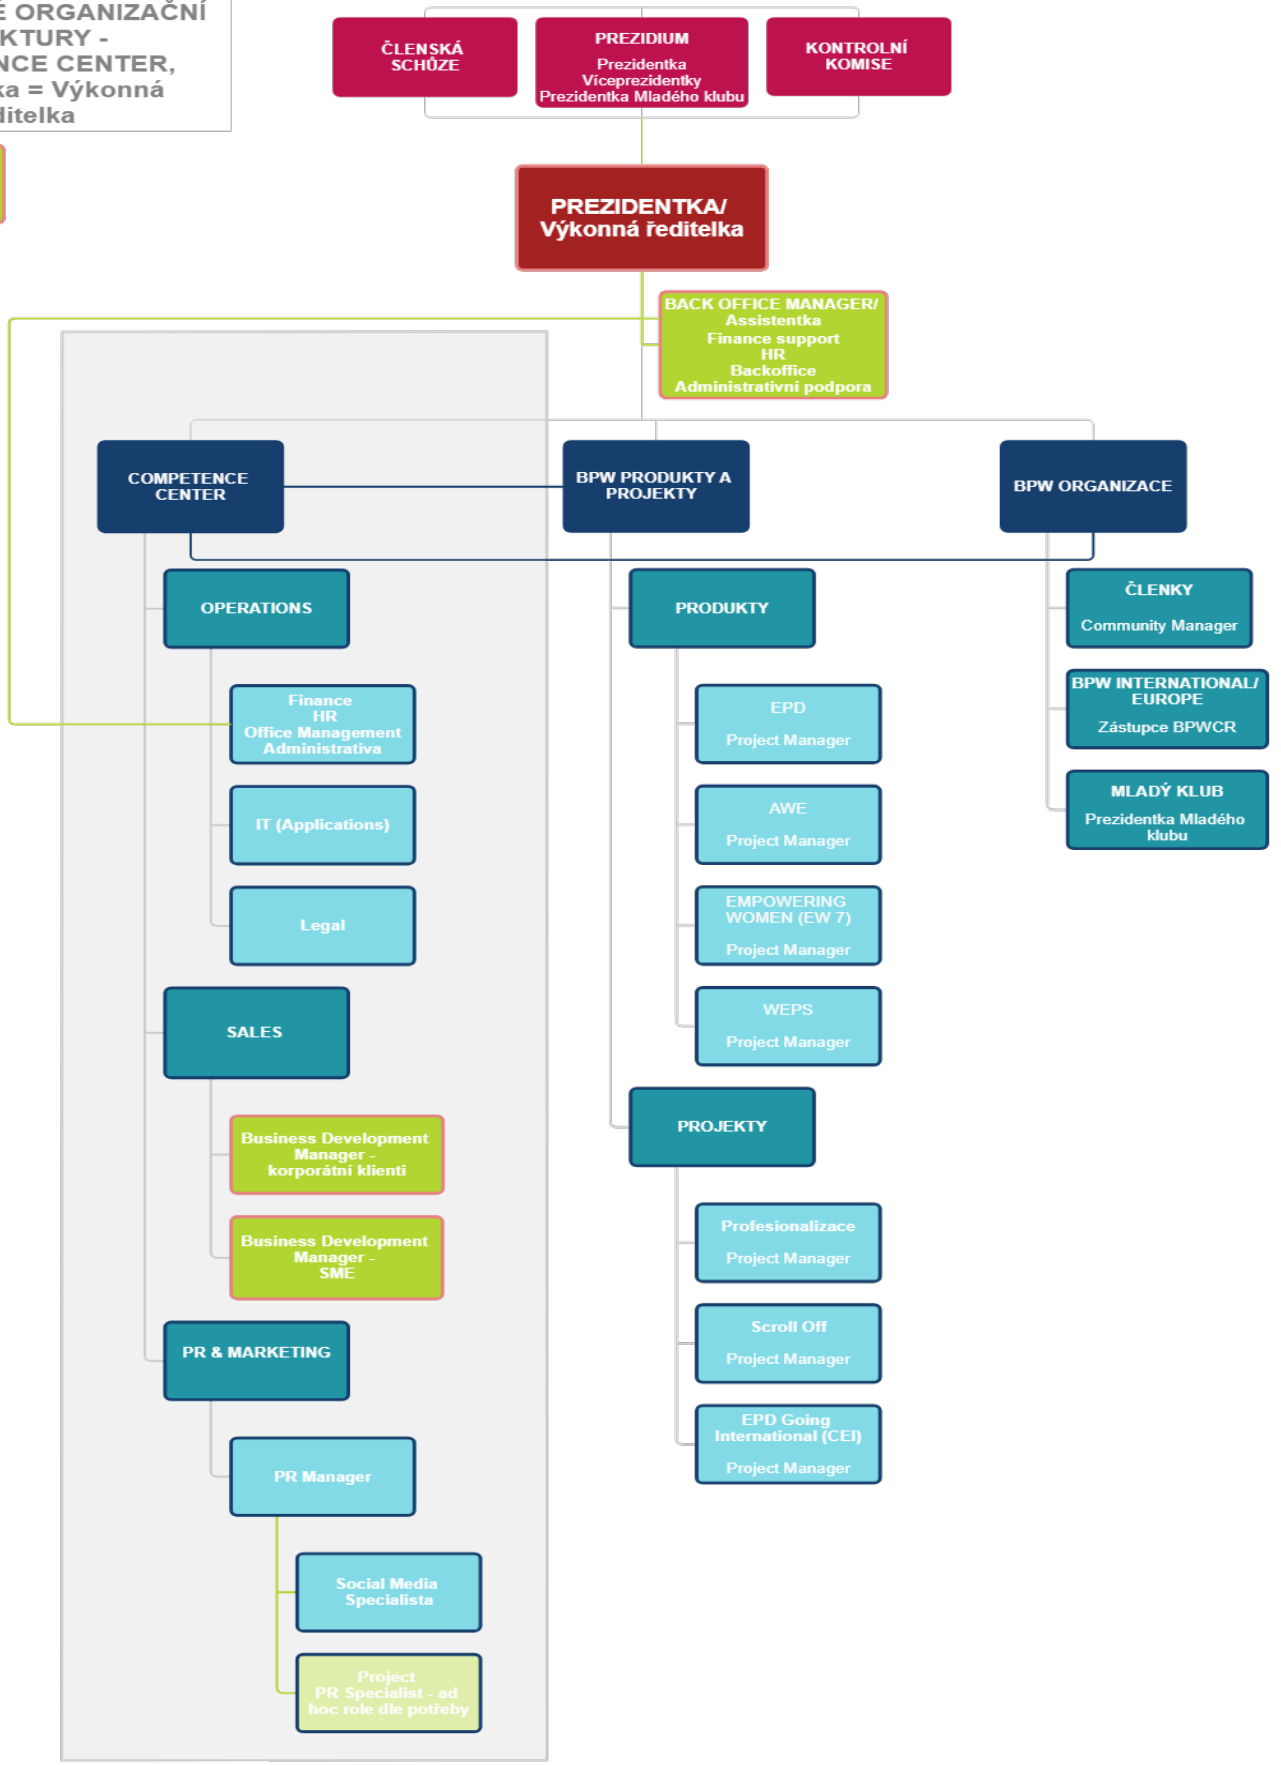 ORGANIZAČNÍ
KTURY -
NCE CENTER,
ka = Výkonná
ditelka
ČLENSKÁ
SCHŮZE
PREZIDIUM
Prezidentka
Víceprezidentky
Prezidentka Mladého klubu
KONTROLNÍ
KOMISE
PREZIDENTKA/
Výkonná ředitelka
BACK OFFICE MANAGER/
Assistentka
Finance support
HR
Backoffice
Administrativní podpora
COMPETENCE
CENTER
BPW PRODUKTY A
PROJEKTY
BPW ORGANIZACE
OPERATIONS
Finance
HR
Office Management
Administrativa
IT (Applications)
Legal
SALES
Business Development
Manager -
korporátní klienti
Business Development
Manager -
SME
PR & MARKETING
PR Manager
Social Media
Specialista
Project
PR Specialist - ad
hoc role dle potřeby
PRODUKTY
EPD
Project Manager
AWE
Project Manager
EMPOWERING
WOMEN (EW 7)
Project Manager
WEPS
Project Manager
PROJEKTY
Profesionalizace
Project Manager
Scroll Off
Project Manager
EPD Going
International (CEI)
Project Manager
ČLENKY
Community Manager
BPW INTERNATIONAL/
EUROPE
Zástupce BPWCR
MLADÝ KLUB
Prezidentka Mladého
klubu